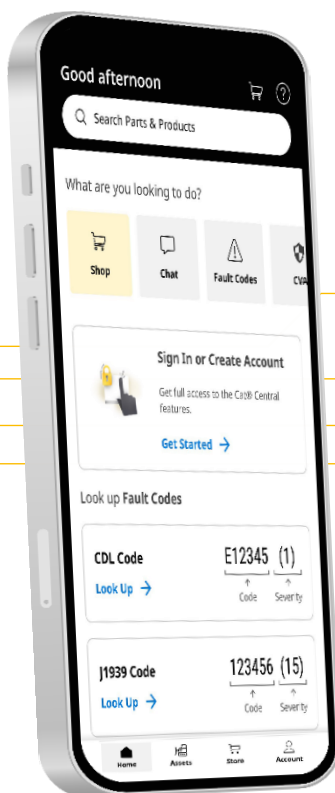 Good afternoon
Search Parts & Products
What are you looking to do?
Shop
Chat
Fault Codes
CVA
Sign In or Create Account
Get full access to the Cat® Central
features.
Get Started →
Look up Fault Codes
CDL Code
E12345 (1)
Look Up →
Code
Severity
J1939 Code
123456 (15)
Look Up →
Code
Severity
Home
Assets
Store
Account